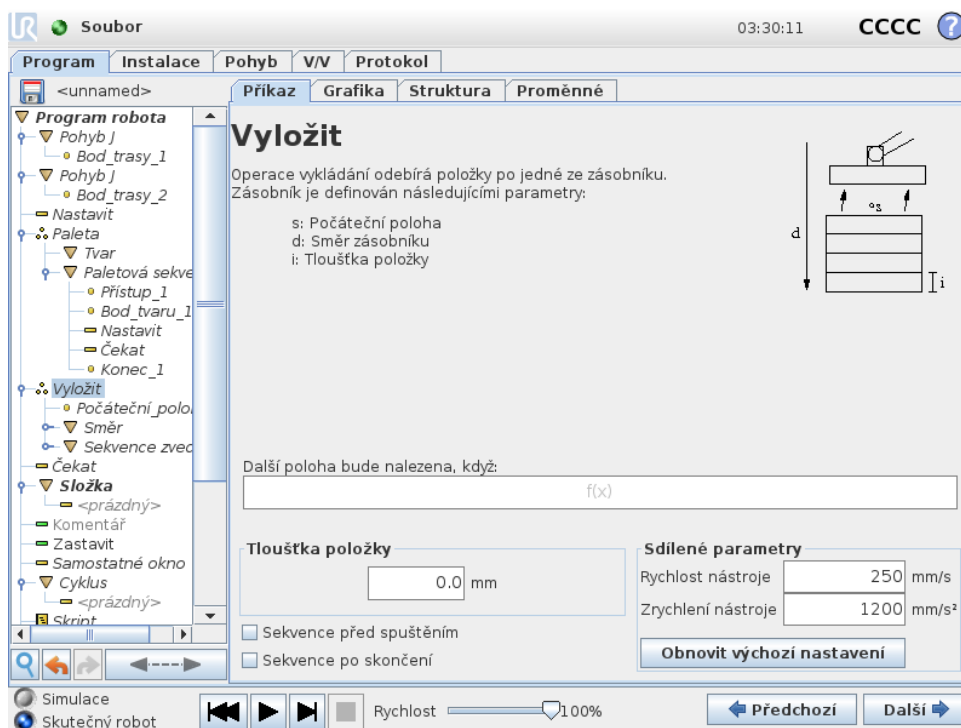 UR Soubor 03:30:11 CCCC ?
Program Instalace Pohyb V/V Protokol
<unnamed> Příkaz Grafika Struktura Proměnné
Program robota
Pohyb J
Bod_trasy_1
Pohyb J
Bod_trasy_2
Nastavit
Paleta
Tvar
Paletová sekve
Přístup_1
Bod_tvaru_1
Nastavit
Čekat
Konec_1
Vyložit
Počáteční_polo
Směr
Sekvence zved
Čekat
Složka
<prázdný>
Komentář
Zastavit
Samostatné okno
Cyklus
<prázdný>
Skript
Vyložit
Operace vykládání odebírá položky po jedné ze zásobníku.
Zásobník je definován následujícími parametry:
s: Počáteční poloha
d: Směr zásobníku
i: Tloušťka položky
s
d
i
Další poloha bude nalezena, když:
f(x)
Tloušťka položky
0.0 mm
Sekvence před spuštěním
Sekvence po skončení
Sdílené parametry
Rychlost nástroje 250 mm/s
Zrychlení nástroje 1200 mm/s²
Obnovit výchozí nastavení
Simulace
Skutečný robot
Rychlost 100%
Předchozí Další